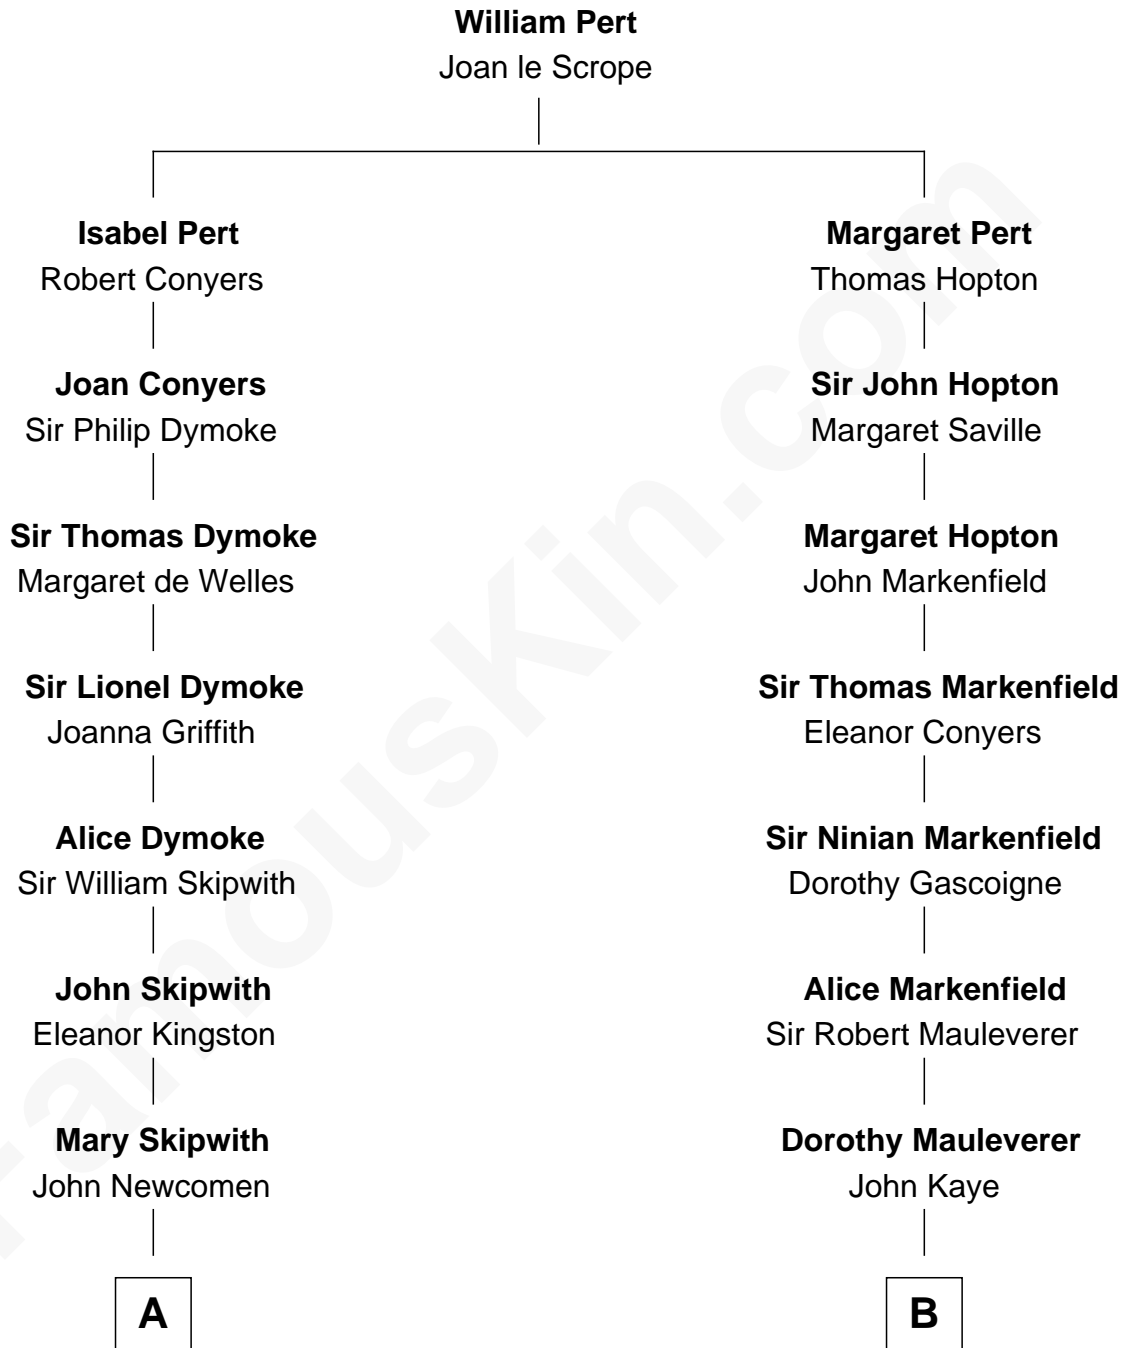 William Pert
Joan le Scrope
Isabel Pert
Robert Conyers
Joan Conyers
Sir Philip Dymoke
Sir Thomas Dymoke
Margaret de Welles
Sir Lionel Dymoke
Joanna Griffith
Alice Dymoke
Sir William Skipwith
John Skipwith
Eleanor Kingston
Mary Skipwith
John Newcomen
A
Margaret Pert
Thomas Hopton
Sir John Hopton
Margaret Saville
Margaret Hopton
John Markenfield
Sir Thomas Markenfield
Eleanor Conyers
Sir Ninian Markenfield
Dorothy Gascoigne
Alice Markenfield
Sir Robert Mauleverer
Dorothy Mauleverer
John Kaye
B
FamousKin.com